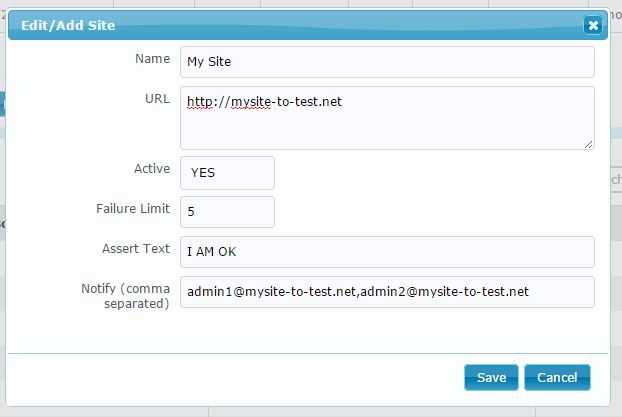 Edit/Add Site
Name
My Site
URL
http://mysite-to-test.net
Active
YES
Failure Limit
5
Assert Text
I AM OK
Notify (comma
separated)
admin1@mysite-to-test.net,admin2@mysite-to-test.net
Save
Cancel